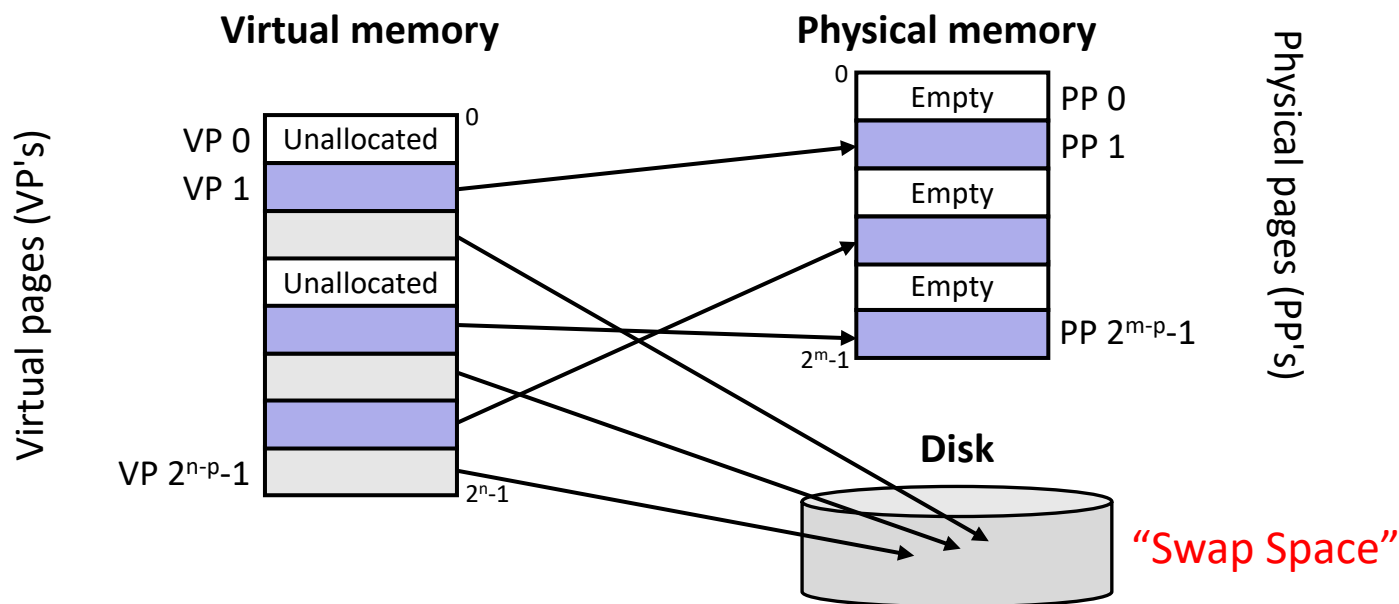 Virtual memory
Physical memory
Virtual pages (VP's)
Physical pages (PP's)
0
VP 0
Unallocated
VP 1
Unallocated
VP 2ⁿ⁻ᵖ-1
2ⁿ-1
0
Empty
PP 0
PP 1
Empty
Empty
PP 2ᵐ⁻ᵖ-1
2ᵐ-1
Disk
“Swap Space”